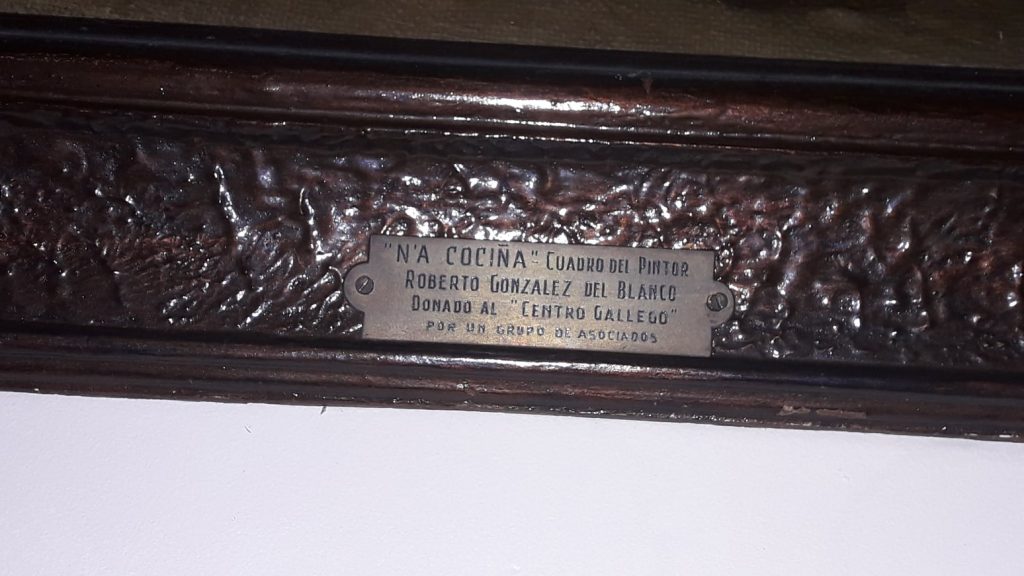 "N'A COCIÑA". CUADRO DEL PINTOR
ROBERTO GONZALEZ DEL BLANCO
DONADO AL "CENTRO GALLEGO"
POR UN GRUPO DE ASOCIADOS